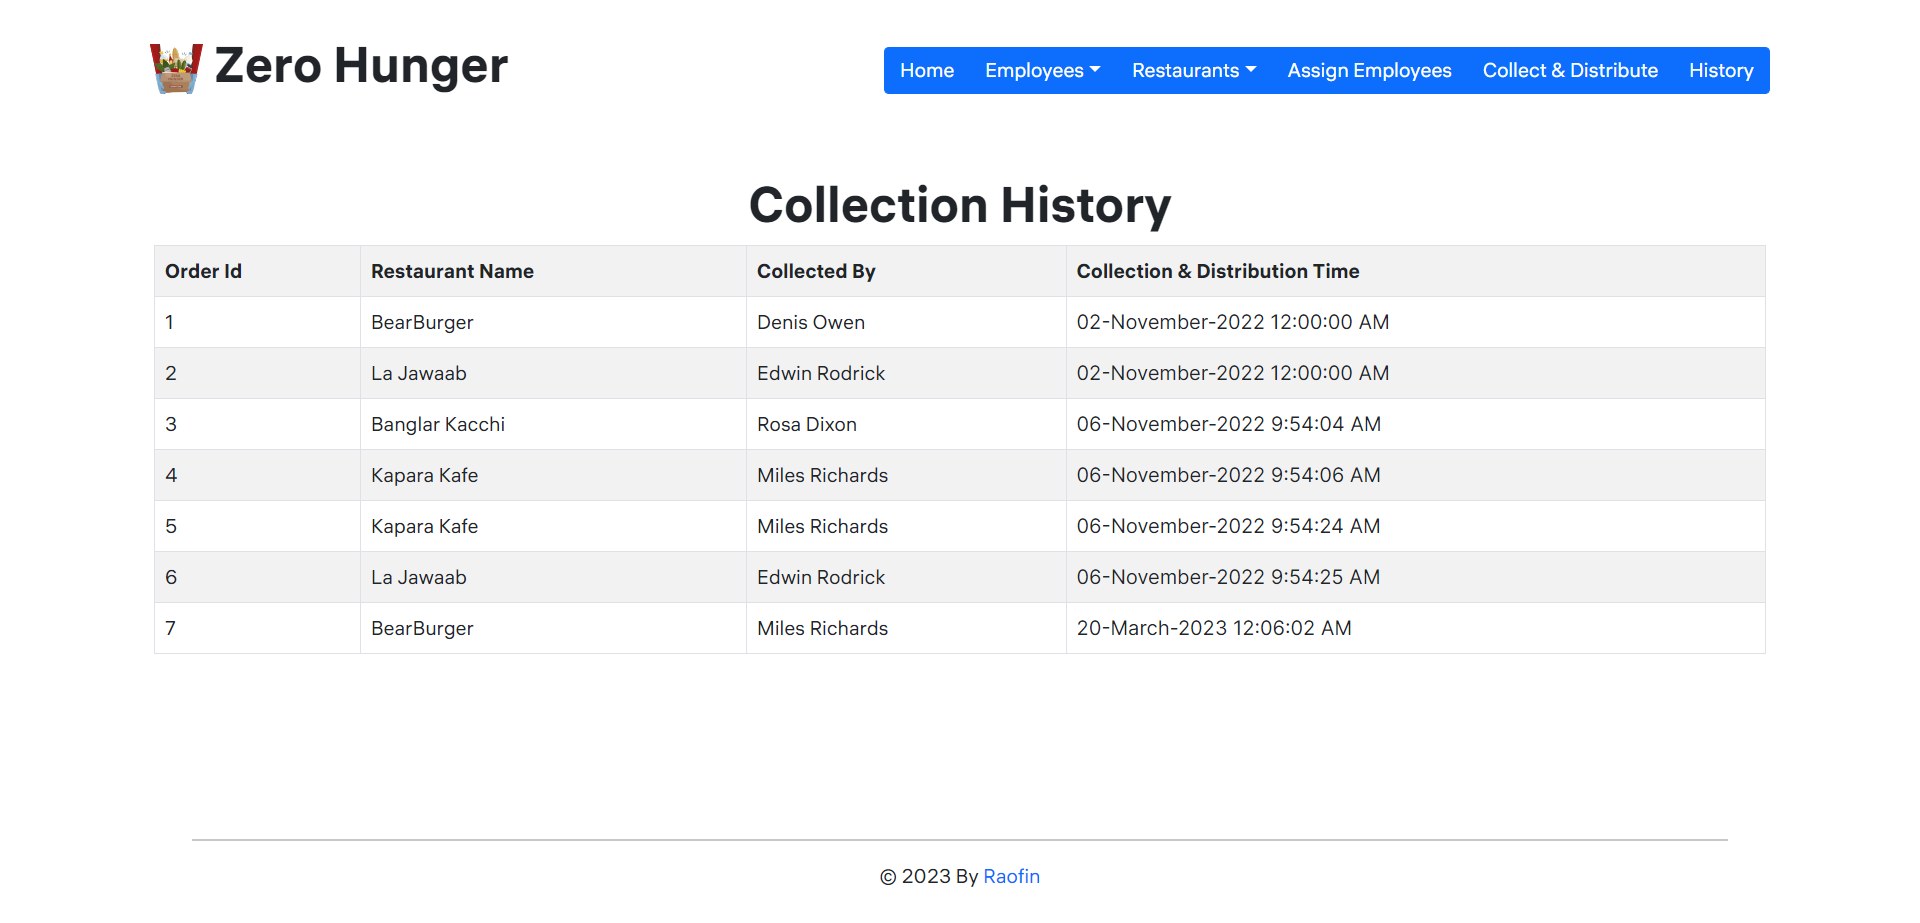 Zero Hunger
Home Employees Restaurants Assign Employees Collect & Distribute History
Collection History
Order Id Restaurant Name Collected By Collection & Distribution Time
1 BearBurger Denis Owen 02-November-2022 12:00:00 AM
2 La Jawaab Edwin Rodrick 02-November-2022 12:00:00 AM
3 Banglar Kacchi Rosa Dixon 06-November-2022 9:54:04 AM
4 Kapara Kafe Miles Richards 06-November-2022 9:54:06 AM
5 Kapara Kafe Miles Richards 06-November-2022 9:54:24 AM
6 La Jawaab Edwin Rodrick 06-November-2022 9:54:25 AM
7 BearBurger Miles Richards 20-March-2023 12:06:02 AM
© 2023 By Raofin